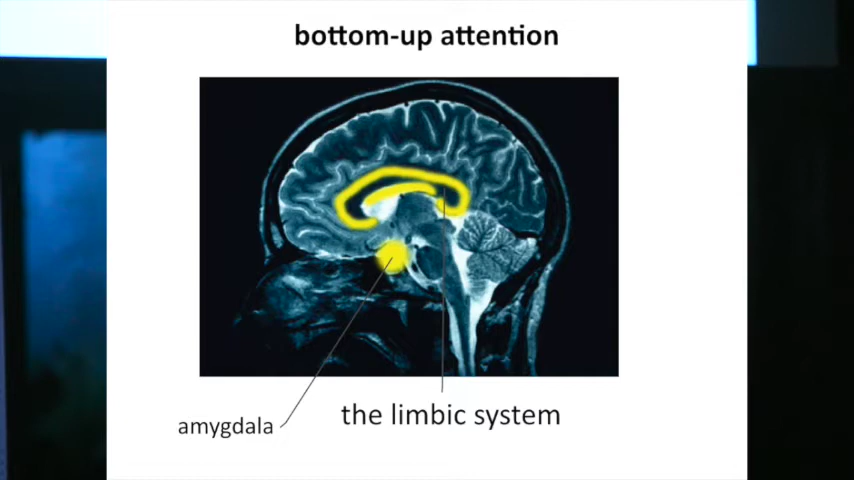 bottom-up attention
amygdala
the limbic system